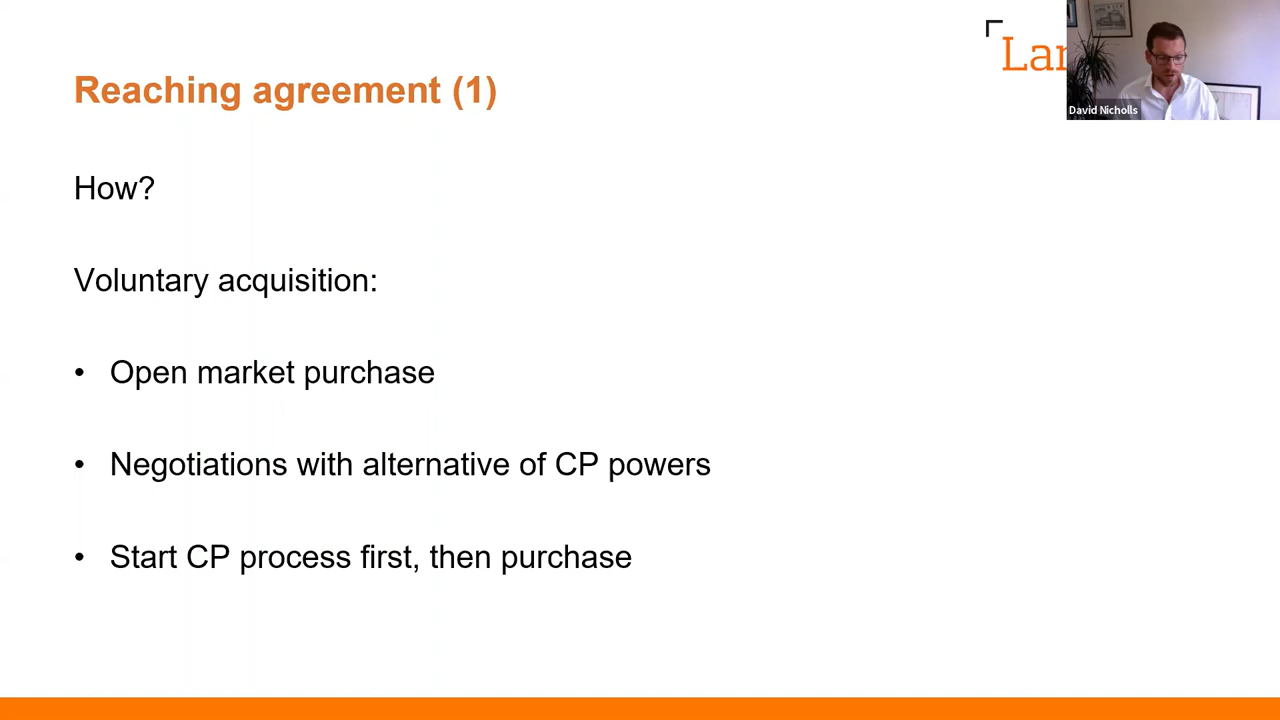 Reaching agreement (1)
Lan
David Nicholls
How?
Voluntary acquisition:
• Open market purchase
• Negotiations with alternative of CP powers
• Start CP process first, then purchase